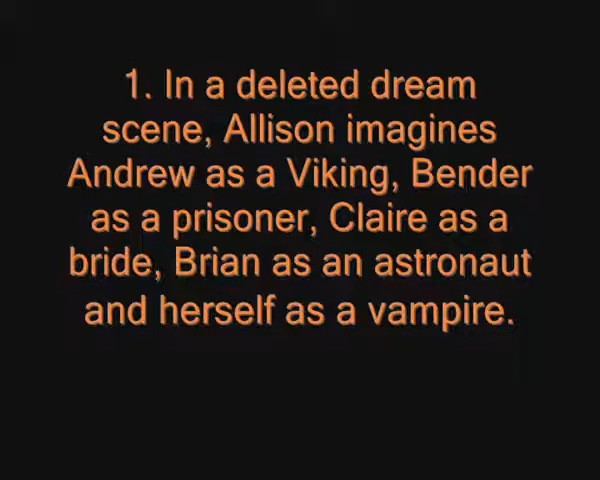 1. In a deleted dream
scene, Allison imagines
Andrew as a Viking, Bender
as a prisoner, Claire as a
bride, Brian as an astronaut
and herself as a vampire.